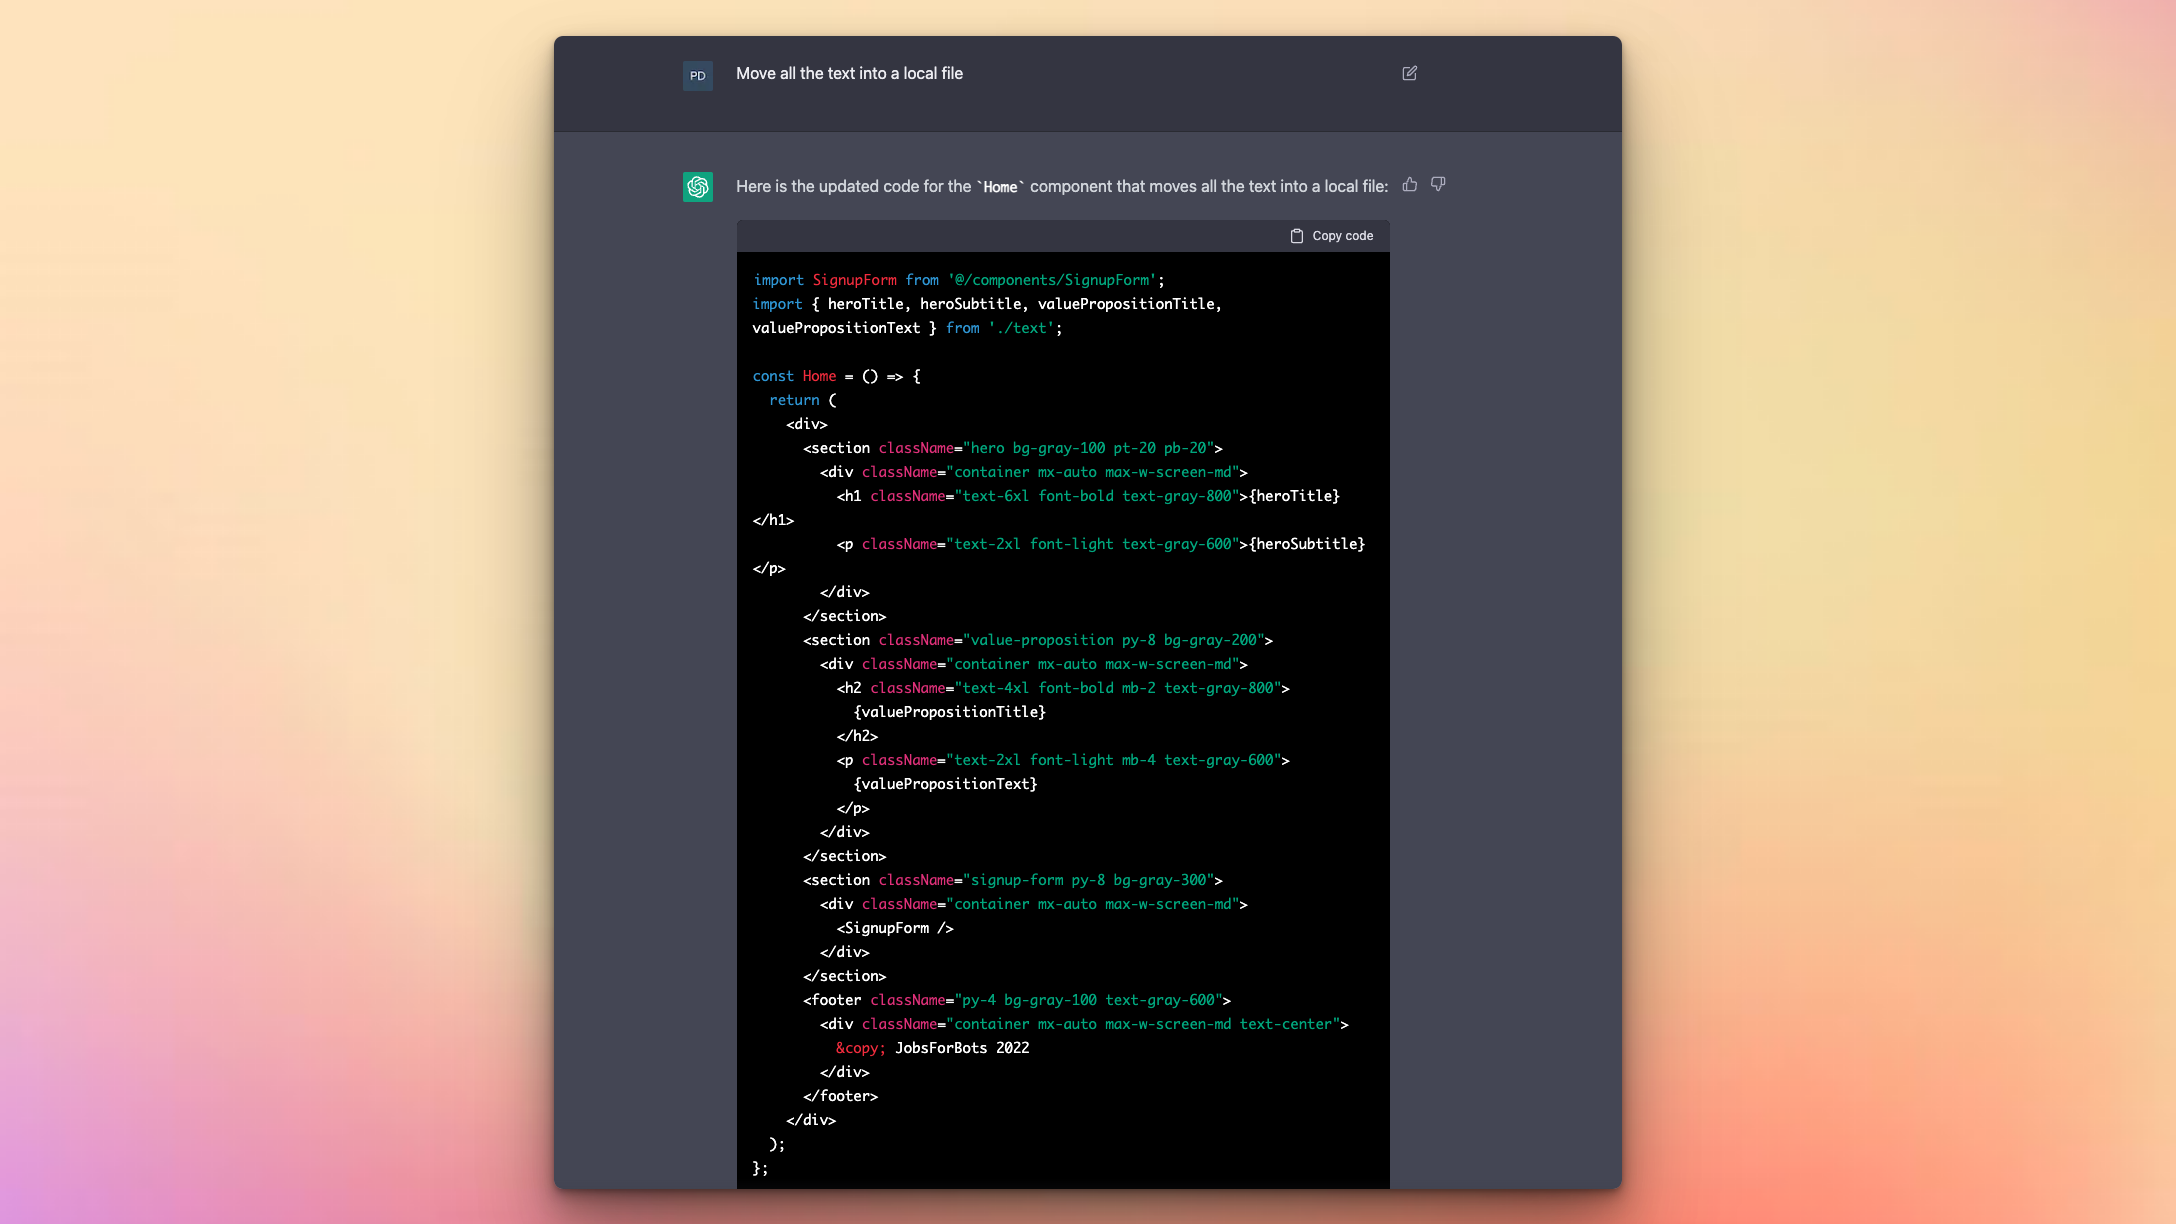 PD
Move all the text into a local file
Here is the updated code for the `Home` component that moves all the text into a local file:
Copy code
import SignupForm from '@/components/SignupForm';
import { heroTitle, heroSubtitle, valuePropositionTitle,
valuePropositionText } from './text';
const Home = () => {
  return (
    <div>
      <section className="hero bg-gray-100 pt-20 pb-20">
        <div className="container mx-auto max-w-screen-md">
          <h1 className="text-6xl font-bold text-gray-800">{heroTitle}
</h1>
          <p className="text-2xl font-light text-gray-600">{heroSubtitle}
</p>
        </div>
      </section>
      <section className="value-proposition py-8 bg-gray-200">
        <div className="container mx-auto max-w-screen-md">
          <h2 className="text-4xl font-bold mb-2 text-gray-800">
            {valuePropositionTitle}
          </h2>
          <p className="text-2xl font-light mb-4 text-gray-600">
            {valuePropositionText}
          </p>
        </div>
      </section>
      <section className="signup-form py-8 bg-gray-300">
        <div className="container mx-auto max-w-screen-md">
          <SignupForm />
        </div>
      </section>
      <footer className="py-4 bg-gray-100 text-gray-600">
        <div className="container mx-auto max-w-screen-md text-center">
          &copy; JobsForBots 2022
        </div>
      </footer>
    </div>
  );
};